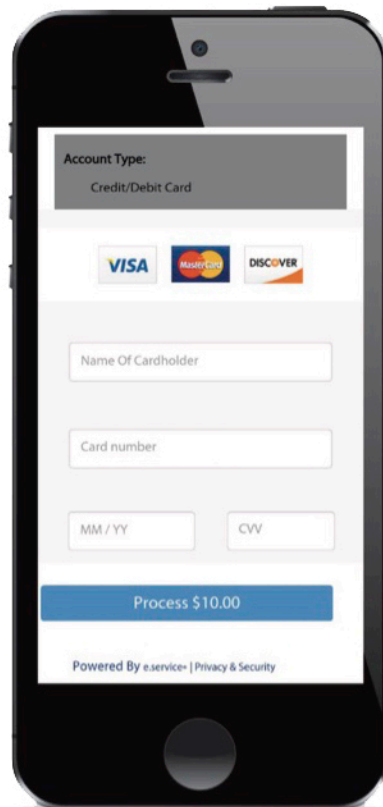 Account Type:
Credit/Debit Card
VISA MasterCard DISCOVER
Name Of Cardholder
Card number
MM / YY CVV
Process $10.00
Powered By e.service* | Privacy & Security